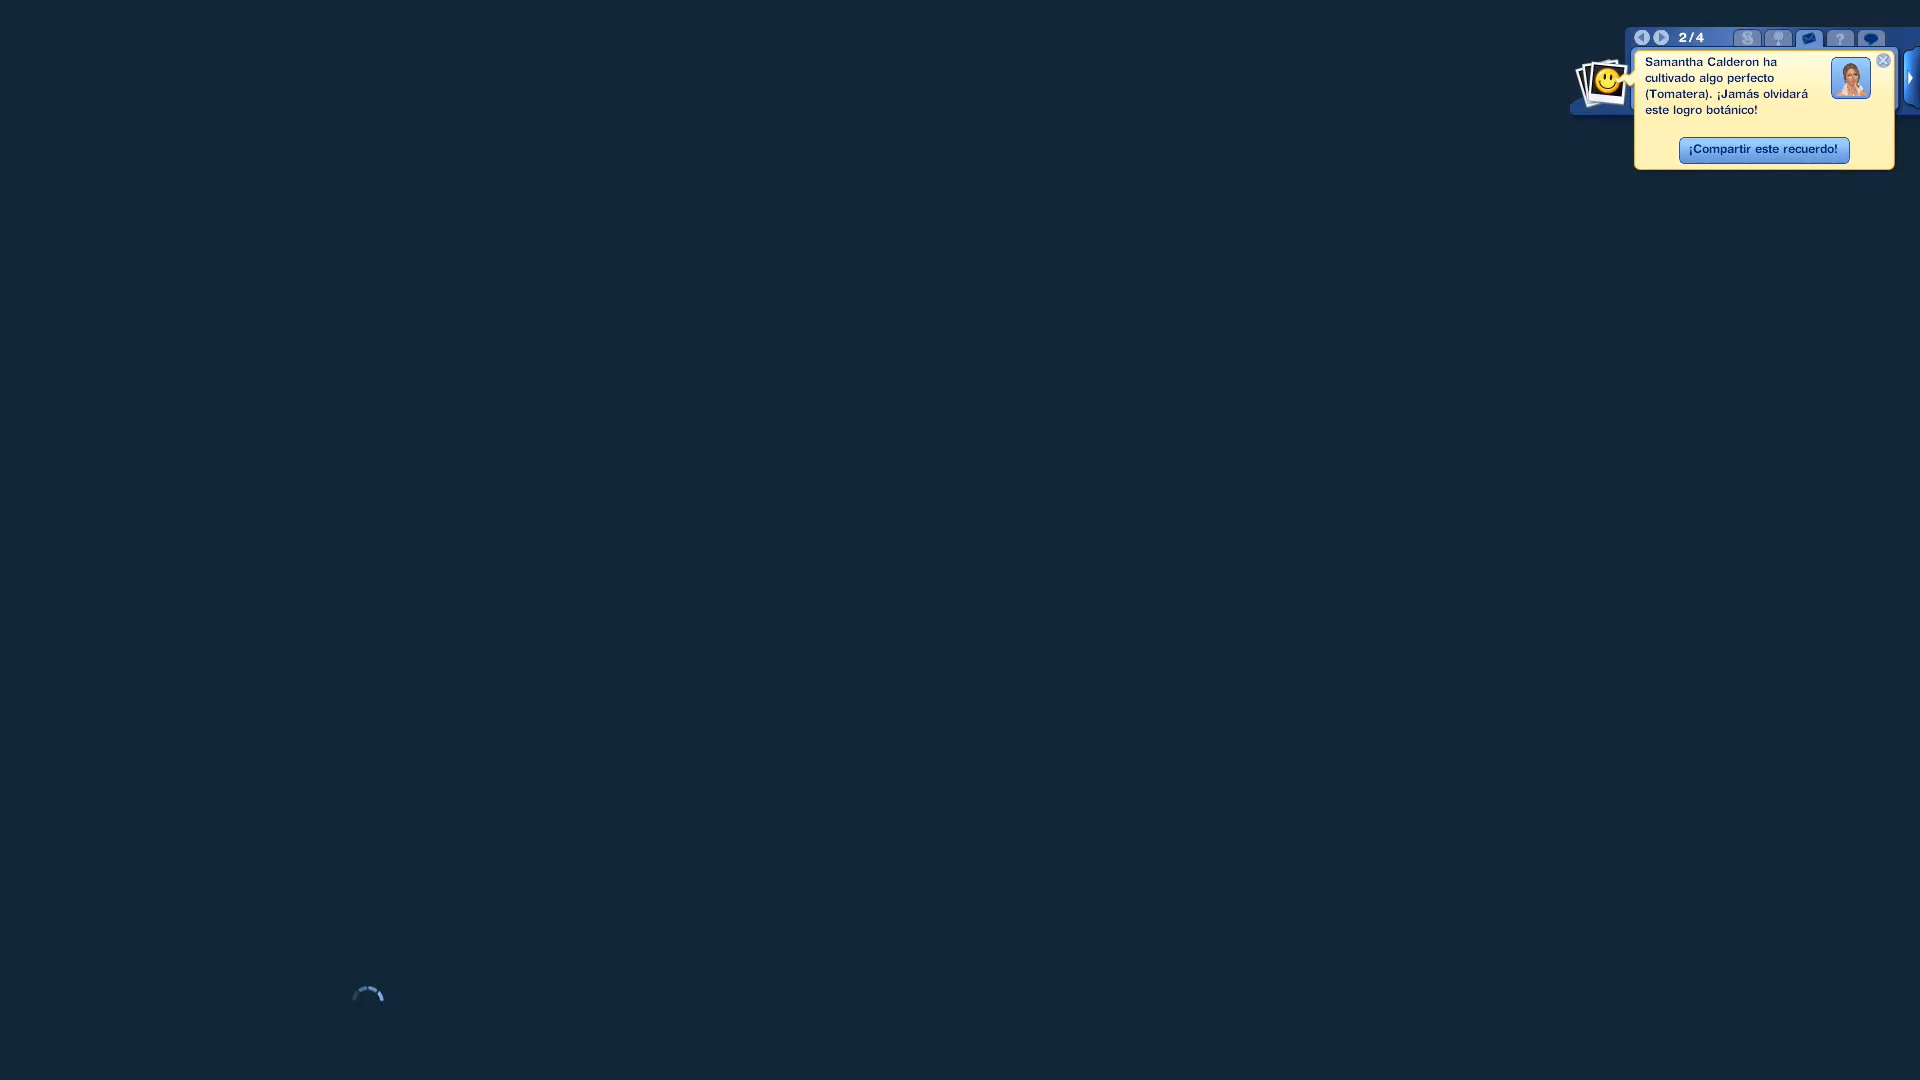 2/4
Samantha Calderon ha
cultivado algo perfecto
(Tomatera). ¡Jamás olvidará
este logro botánico!
¡Compartir este recuerdo!